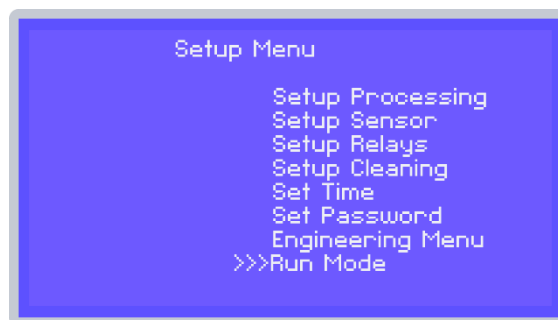 Setup Menu
Setup Processing
Setup Sensor
Setup Relays
Setup Cleaning
Set Time
Set Password
Engineering Menu
>>>Run Mode